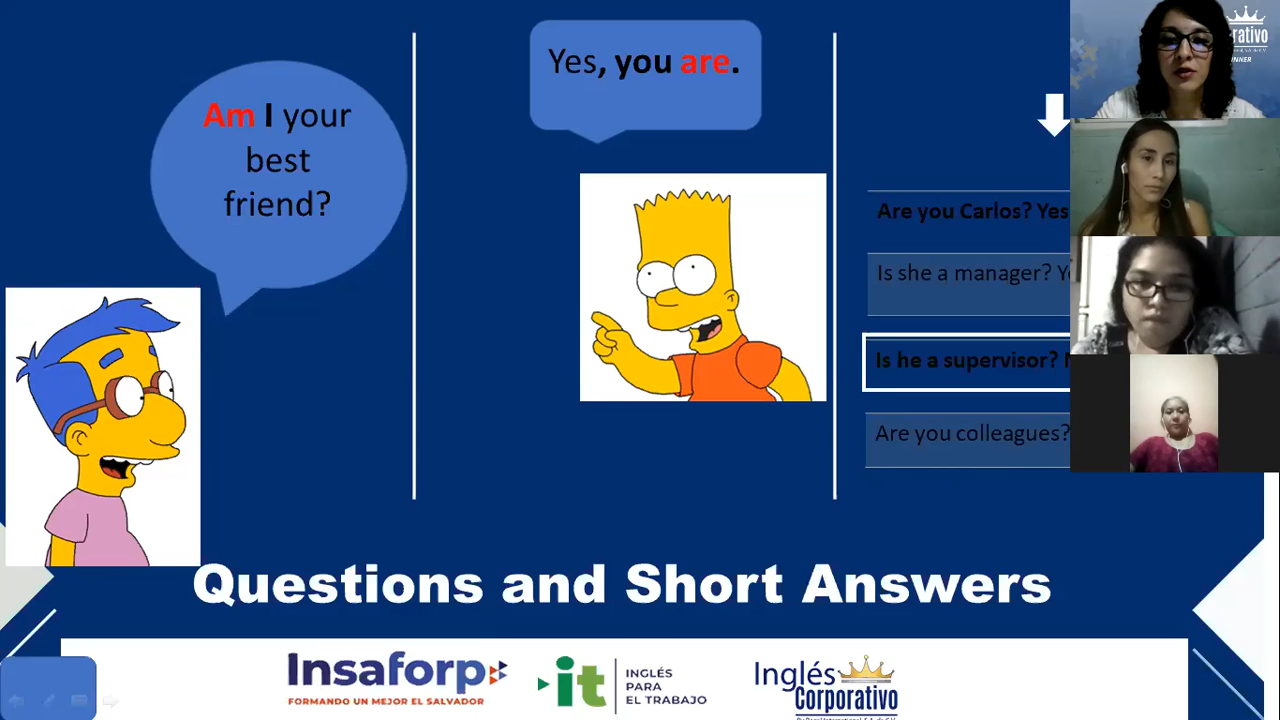 Am I your
best
friend?
Yes, you are.
Are you Carlos? Yes
Is she a manager?
Is he a supervisor?
Are you colleagues?
Questions and Short Answers
Insaforp
FORMANDO UN MEJOR EL SALVADOR
it
INGLÉS
PARA
EL TRABAJO
Inglés
Corporativo